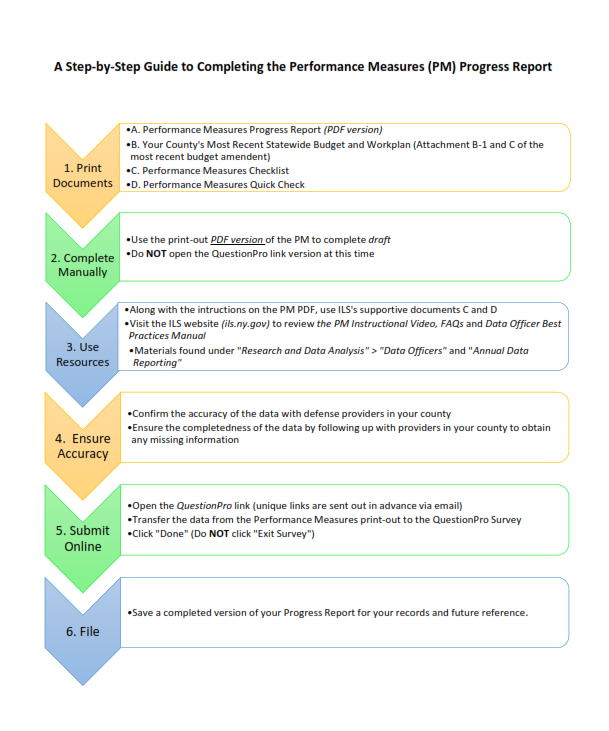 A Step-by-Step Guide to Completing the Performance Measures (PM) Progress Report
1. Print
Documents
•A. Performance Measures Progress Report (PDF version)
•B. Your County's Most Recent Statewide Budget and Workplan (Attachment B-1 and C of the
most recent budget amendent)
•C. Performance Measures Checklist
•D. Performance Measures Quick Check
2. Complete
Manually
•Use the print-out PDF version of the PM to complete draft
•Do NOT open the QuestionPro link version at this time
3. Use
Resources
•Along with the intructions on the PM PDF, use ILS's supportive documents C and D
•Visit the ILS website (ils.ny.gov) to review the PM Instructional Video, FAQs and Data Officer Best
Practices Manual
•Materials found under "Research and Data Analysis" > "Data Officers" and "Annual Data
Reporting"
4. Ensure
Accuracy
•Confirm the accuracy of the data with defense providers in your county
•Ensure the completedness of the data by following up with providers in your county to obtain
any missing information
5. Submit
Online
•Open the QuestionPro link (unique links are sent out in advance via email)
•Transfer the data from the Performance Measures print-out to the QuestionPro Survey
•Click "Done" (Do NOT click "Exit Survey")
6. File
•Save a completed version of your Progress Report for your records and future reference.